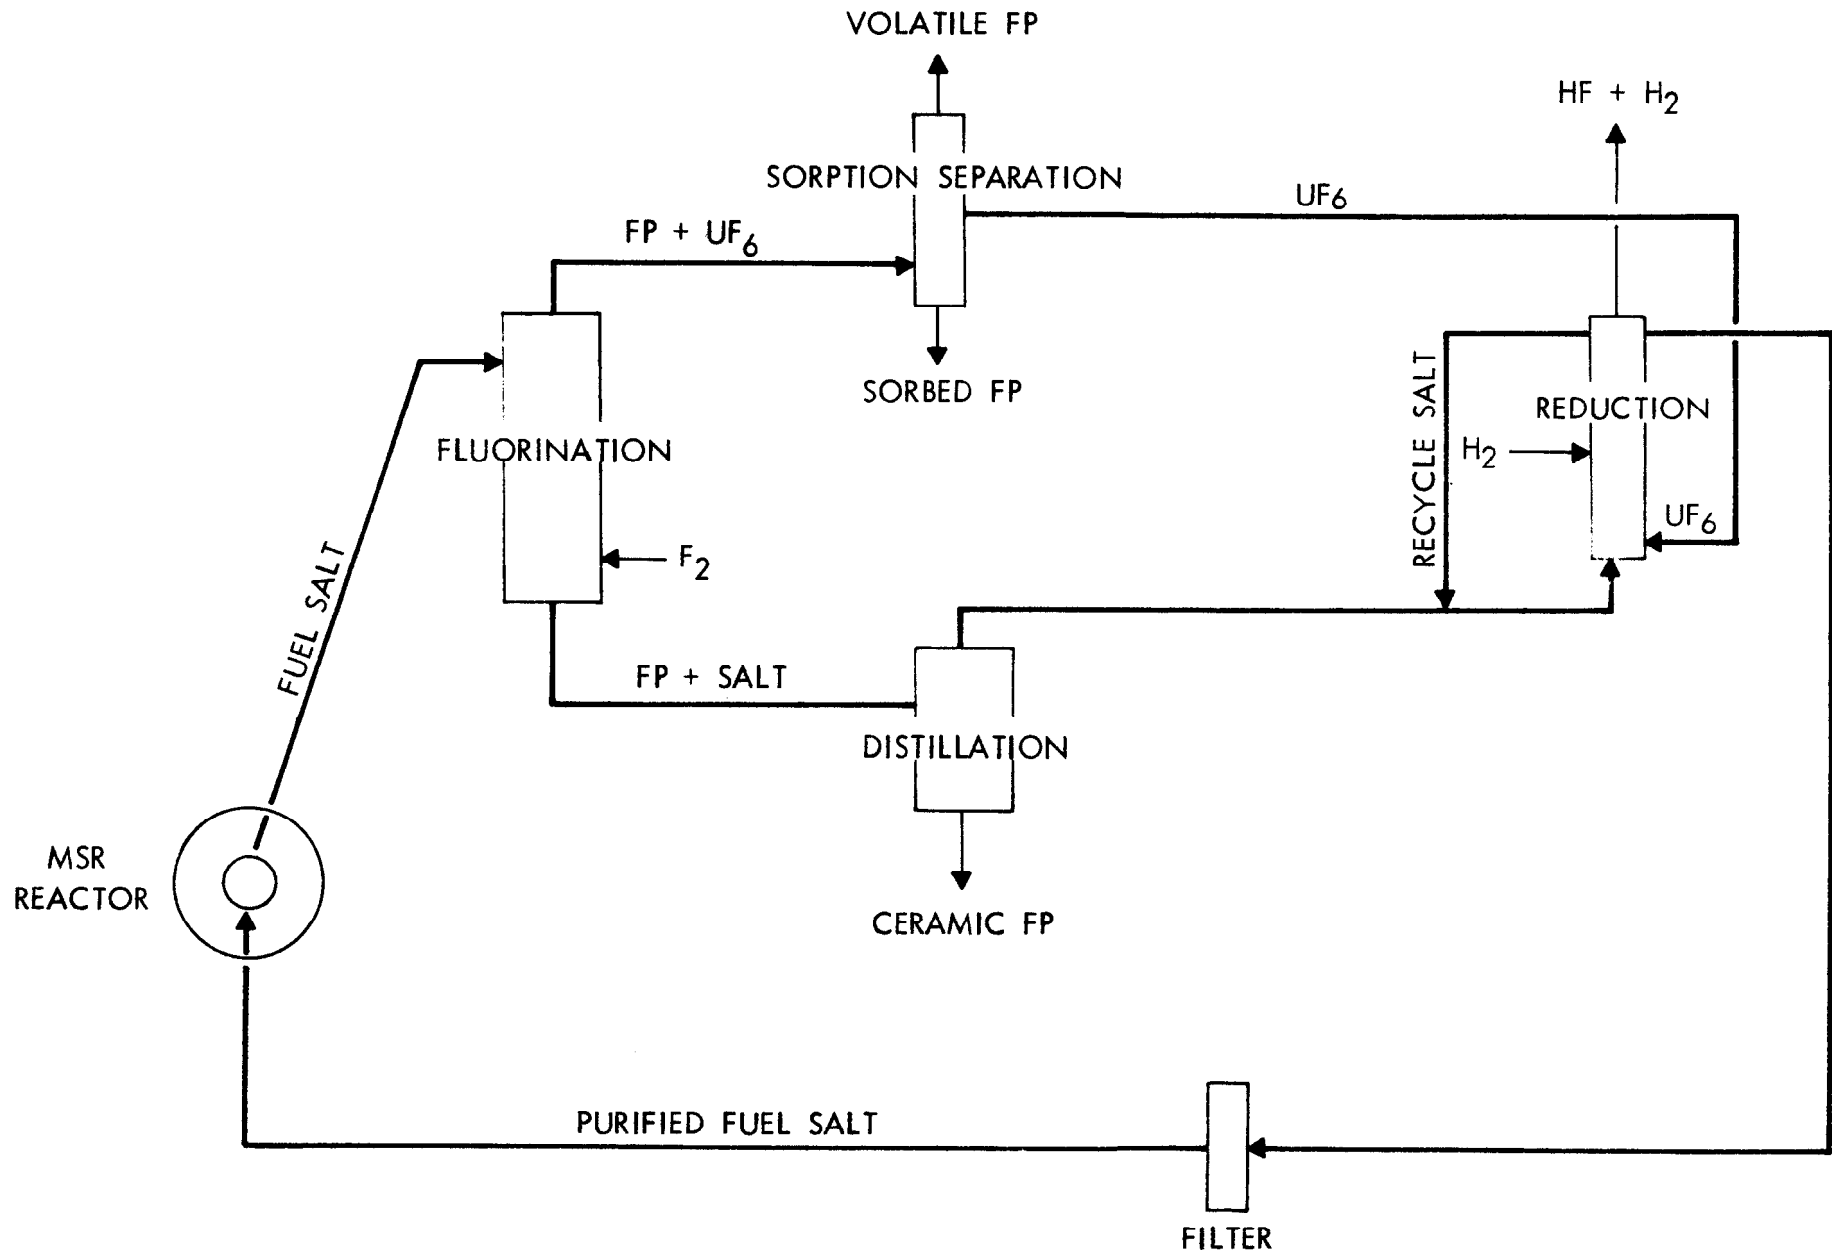 VOLATILE FP
HF + H2
SORPTION SEPARATION
UF6
FP + UF6
SORBED FP
RECYCLE SALT
REDUCTION
FLUORINATION
H2
UF6
F2
FUEL SALT
FP + SALT
DISTILLATION
MSR
REACTOR
CERAMIC FP
PURIFIED FUEL SALT
FILTER